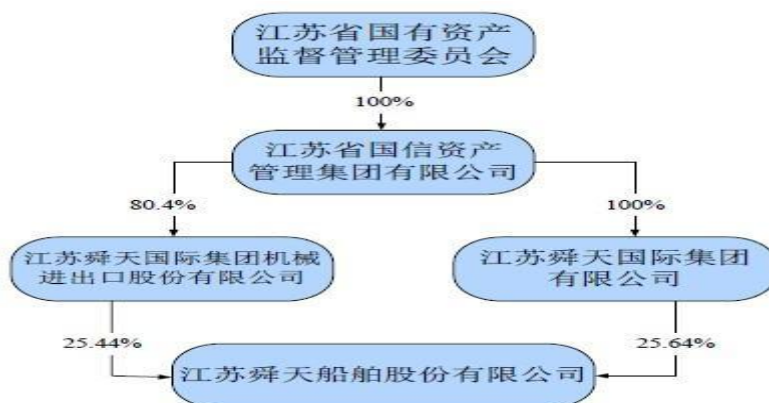 江苏省国有资产
监督管理委员会
100%
江苏省国信资产
管理集团有限公司
80.4%
100%
江苏舜天国际集团机械
进出口股份有限公司
江苏舜天国际集团
有限公司
25.44%
25.64%
江苏舜天船舶股份有限公司